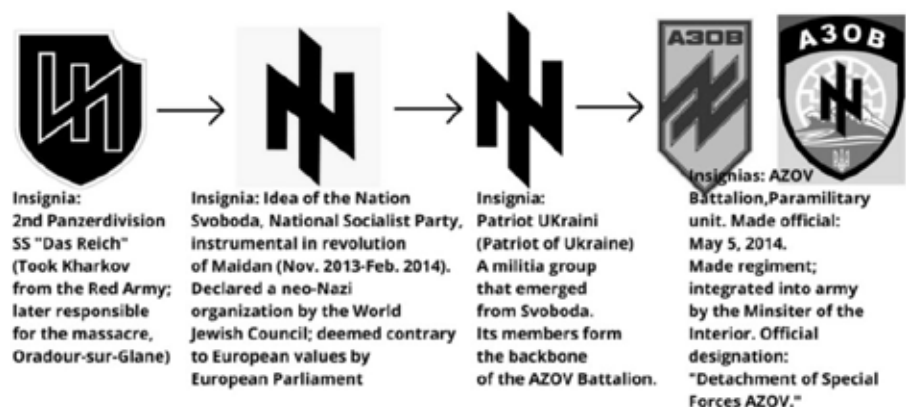 АЗОВ
АЗОВ
Insignia:
2nd Panzerdivision
SS "Das Reich"
(Took Kharkov
from the Red Army;
later responsible
for the massacre,
Oradour-sur-Glane)
Insignia: Idea of the Nation
Svoboda, National Socialist Party,
instrumental in revolution
of Maidan (Nov. 2013-Feb. 2014).
Declared a neo-Nazi
organization by the World
Jewish Council; deemed contrary
to European values by
European Parliament
Insignia:
Patriot UKraini
(Patriot of Ukraine)
A militia group
that emerged
from Svoboda.
Its members form
the backbone
of the AZOV Battalion.
Insignias: AZOV
Battalion,Paramilitary
unit. Made official:
May 5, 2014.
Made regiment;
integrated into army
by the Minsiter of the
Interior. Official
designation:
"Detachment of Special
Forces AZOV."